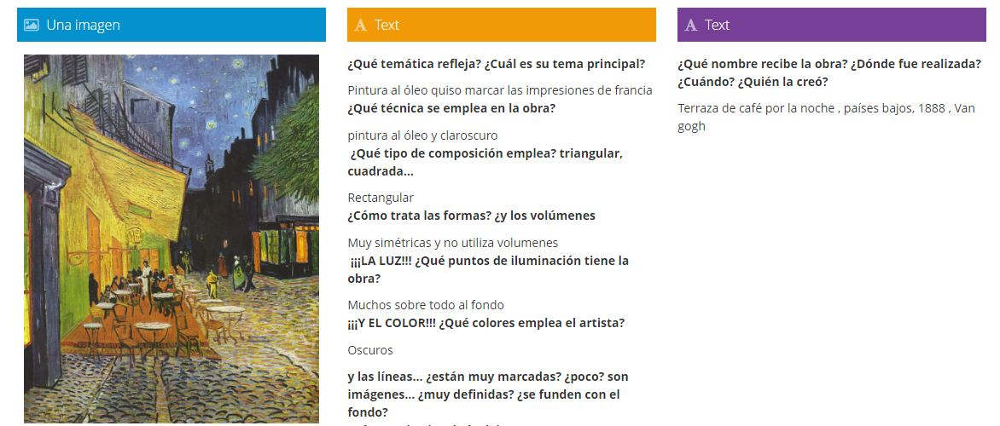 Una imagen
Text
¿Qué temática refleja? ¿Cuál es su tema principal?
Pintura al óleo quiso marcar las impresiones de francia
¿Qué técnica se emplea en la obra?
pintura al óleo y claroscuro
¿Qué tipo de composición emplea? triangular,
cuadrada...
Rectangular
¿Cómo trata las formas? ¿y los volúmenes
Muy simétricas y no utiliza volumenes
¡¡¡LA LUZ!!! ¿Qué puntos de iluminación tiene la
obra?
Muchos sobre todo al fondo
¡¡¡Y EL COLOR!!! ¿Qué colores emplea el artista?
Oscuros
y las líneas... ¿están muy marcadas? ¿poco? son
imágenes... ¿muy definidas? ¿se funden con el
fondo?
Text
¿Qué nombre recibe la obra? ¿Dónde fue realizada?
¿Cuándo? ¿Quién la creó?
Terraza de café por la noche , países bajos, 1888 , Van
gogh